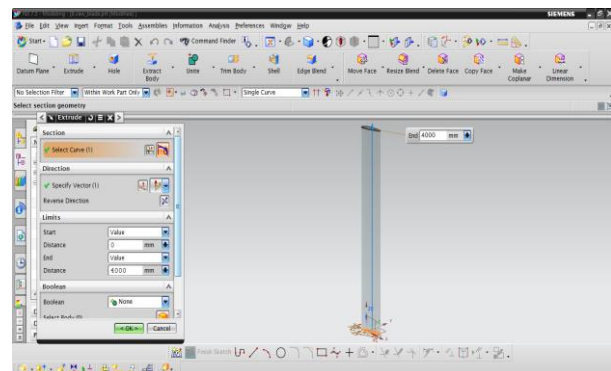 SIEMENS
File Edit View Insert Format Tools Assemblies Information Analysis Preferences Window Help
Start Command Finder
Datum Plane Extrude Hole Extract Body Unite Trim Body Shell Edge Blend Move Face Resize Blend Delete Face Copy Face Make Coplanar Linear Dimension
No Selection Filter Within Work Part Only Single Curve
Select section geometry
Extrude
Section
Select Curve (1)
Direction
Specify Vector (1)
Reverse Direction
Limits
Start Value
Distance 0 mm
End Value
Distance 4000 mm
Boolean
Boolean None
Select Body (0)
< OK > Cancel
End 4000 mm
Finish Sketch